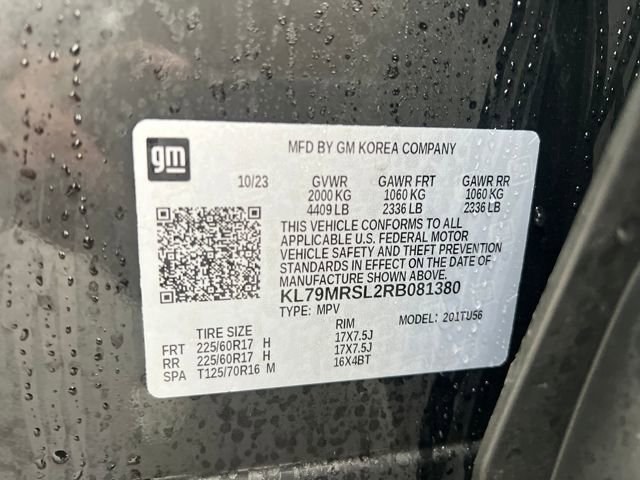 gm
MFD BY GM KOREA COMPANY
10/23 GVWR GAWR FRT GAWR RR
2000 KG 1060 KG 1060 KG
4409 LB 2336 LB 2336 LB
THIS VEHICLE CONFORMS TO ALL
APPLICABLE U.S. FEDERAL MOTOR
VEHICLE SAFETY AND THEFT PREVENTION
STANDARDS IN EFFECT ON THE DATE OF
MANUFACTURE SHOWN ABOVE.
KL79MRSL2RB081380
TYPE: MPV MODEL: 201TU56
TIRE SIZE RIM
FRT 225/60R17 H 17X7.5J
RR 225/60R17 H 17X7.5J
SPA T125/70R16 M 16X4BT